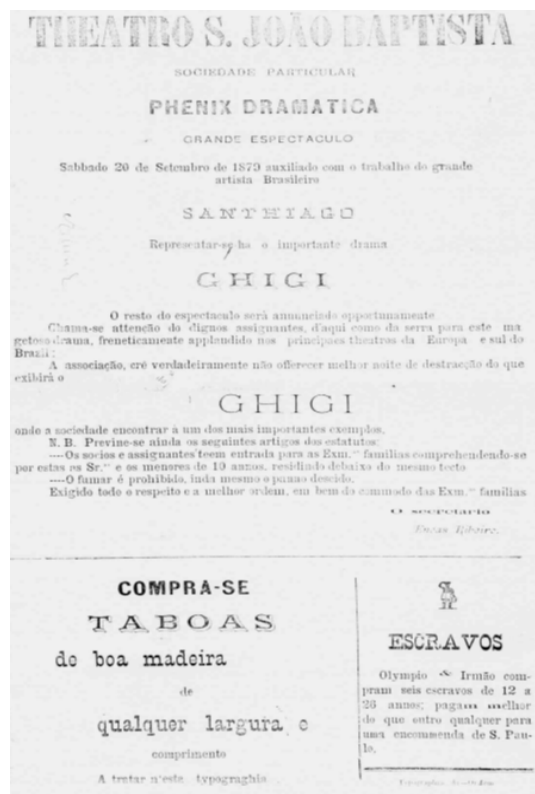 THEATRO S. JOÃO BAPTISTA
SOCIEDADE PARTICULAR
PHENIX DRAMATICA
GRANDE ESPECTACULO
Sabbado 20 de Setembro de 1879 auxiliado com o trabalho do grande
artista Brasileiro
SANTHIAGO
Representar-se ha o importante drama
GHIGI
O resto do espectaculo será annunciado opportunamente
Chama-se attenção do dignos assignantes, d'aqui como da serra para este ma
getoso drama, freneticamente applendido nos principaes theatros da Europa e sul do
Brazil:
A associação, cré verdadeiramente não offerecer melhor noite de destracção do que
exibirá o
GHIGI
onde a sociedade encontrar á um dos mais importantes exemplos.
N. B. Previne-se ainda os seguintes artigos dos estatutos:
—Os socios e assignantes teem entrada para as Exm.as familias comprehendendo-se
por estas as Sr.as e os menores de 10 annos, residindo debaixo do mesmo tecto
—O fumar é prohibido, inda mesmo o panno descido.
Exigido todo o respeito e a melhor ordem, em bem do commodo das Exm.as familias
O secretario
Ribeiro.
COMPRA-SE
TABOAS
de boa madeira
de
qualquer largura e
comprimento
A tratar n'este typographia
ESCRAVOS
Olympio & Irmão com-
pram seis escravos de 12 a
26 annos; pagam melhor
do que outro qualquer para
uma encommenda de S. Pau-
lo.